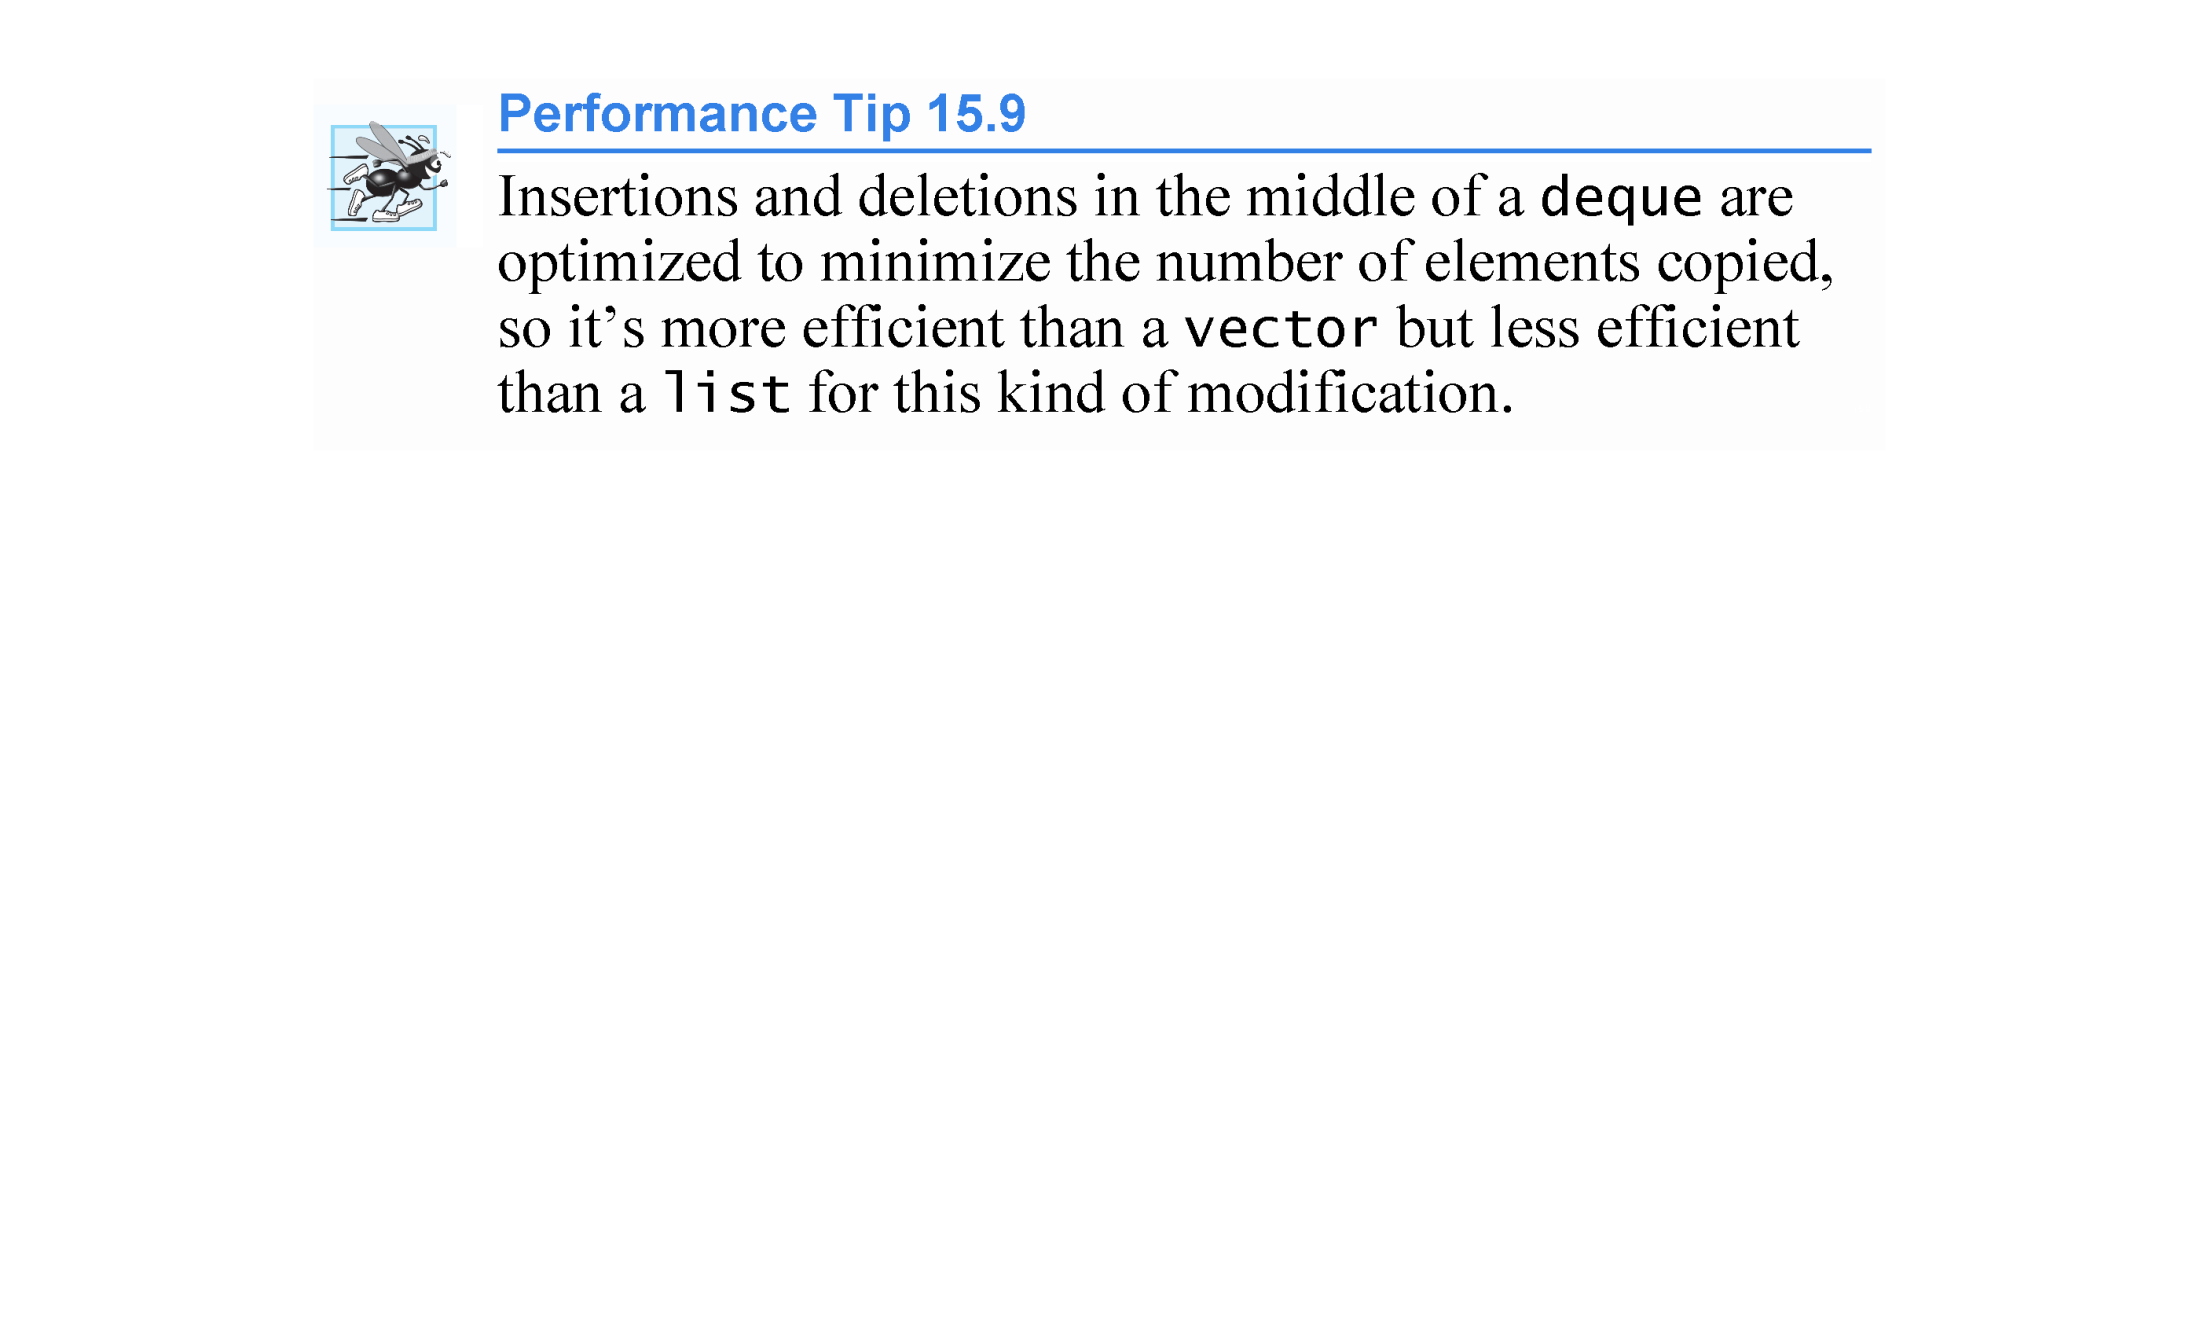 Performance Tip 15.9
Insertions and deletions in the middle of a deque are
optimized to minimize the number of elements copied,
so it’s more efficient than a vector but less efficient
than a list for this kind of modification.